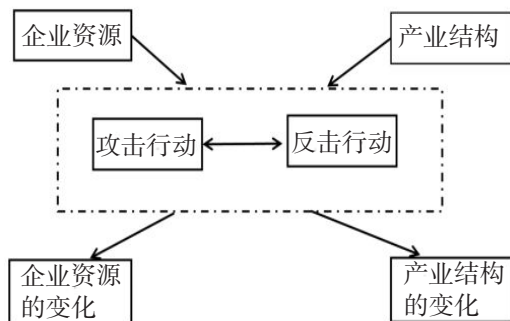 企业资源
产业结构
攻击行动
反击行动
企业资源
的变化
产业结构
的变化